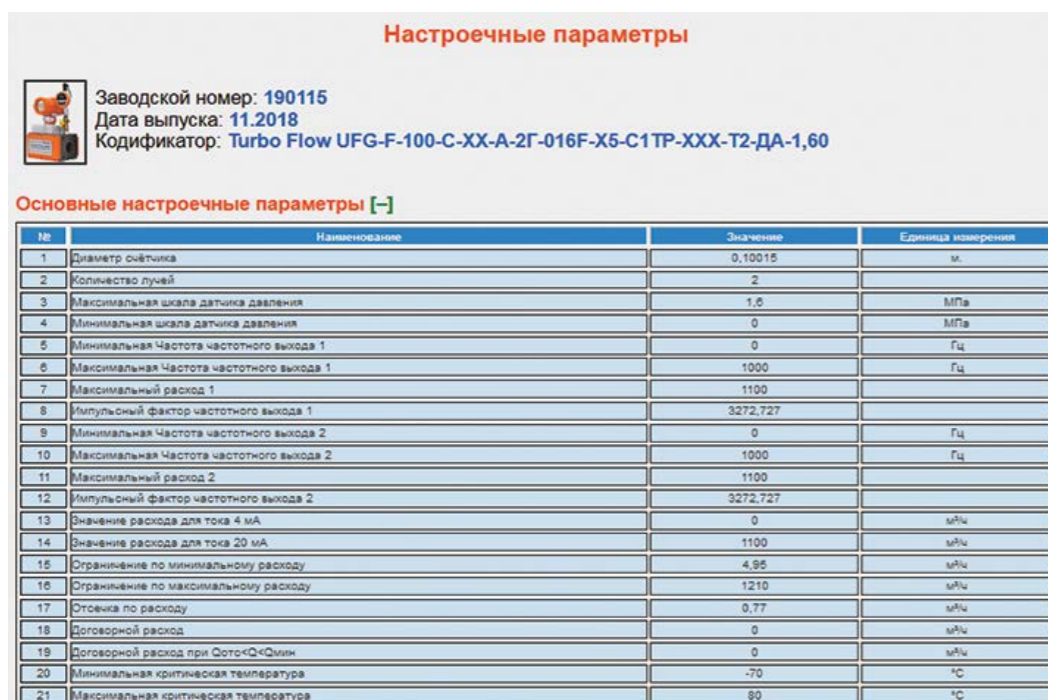 Настроечные параметры
Заводской номер: 190115
Дата выпуска: 11.2018
Кодификатор: Turbo Flow UFG-F-100-C-XX-A-2Г-016F-X5-C1TP-XXX-T2-ДА-1,60
Основные настроечные параметры [–]
№ Наименование Значение Единица измерения
1 Диаметр счётчика 0,10015 м.
2 Количество лучей 2
3 Максимальная шкала датчика давления 1,6 МПа
4 Минимальная шкала датчика давления 0 МПа
5 Минимальная Частота частотного выхода 1 0 Гц
6 Максимальная Частота частотного выхода 1 1000 Гц
7 Максимальный расход 1 1100
8 Импульсный фактор частотного выхода 1 3272,727
9 Минимальная Частота частотного выхода 2 0 Гц
10 Максимальная Частота частотного выхода 2 1000 Гц
11 Максимальный расход 2 1100
12 Импульсный фактор частотного выхода 2 3272,727
13 Значение расхода для тока 4 мА 0 м³/ч
14 Значение расхода для тока 20 мА 1100 м³/ч
15 Ограничение по минимальному расходу 4,95 м³/ч
16 Ограничение по максимальному расходу 1210 м³/ч
17 Отсечка по расходу 0,77 м³/ч
18 Договорной расход 0 м³/ч
19 Договорной расход при Qотс<Q<Qмин 0 м³/ч
20 Минимальная критическая температура -70 °C
21 Максимальная критическая температура 80 °C